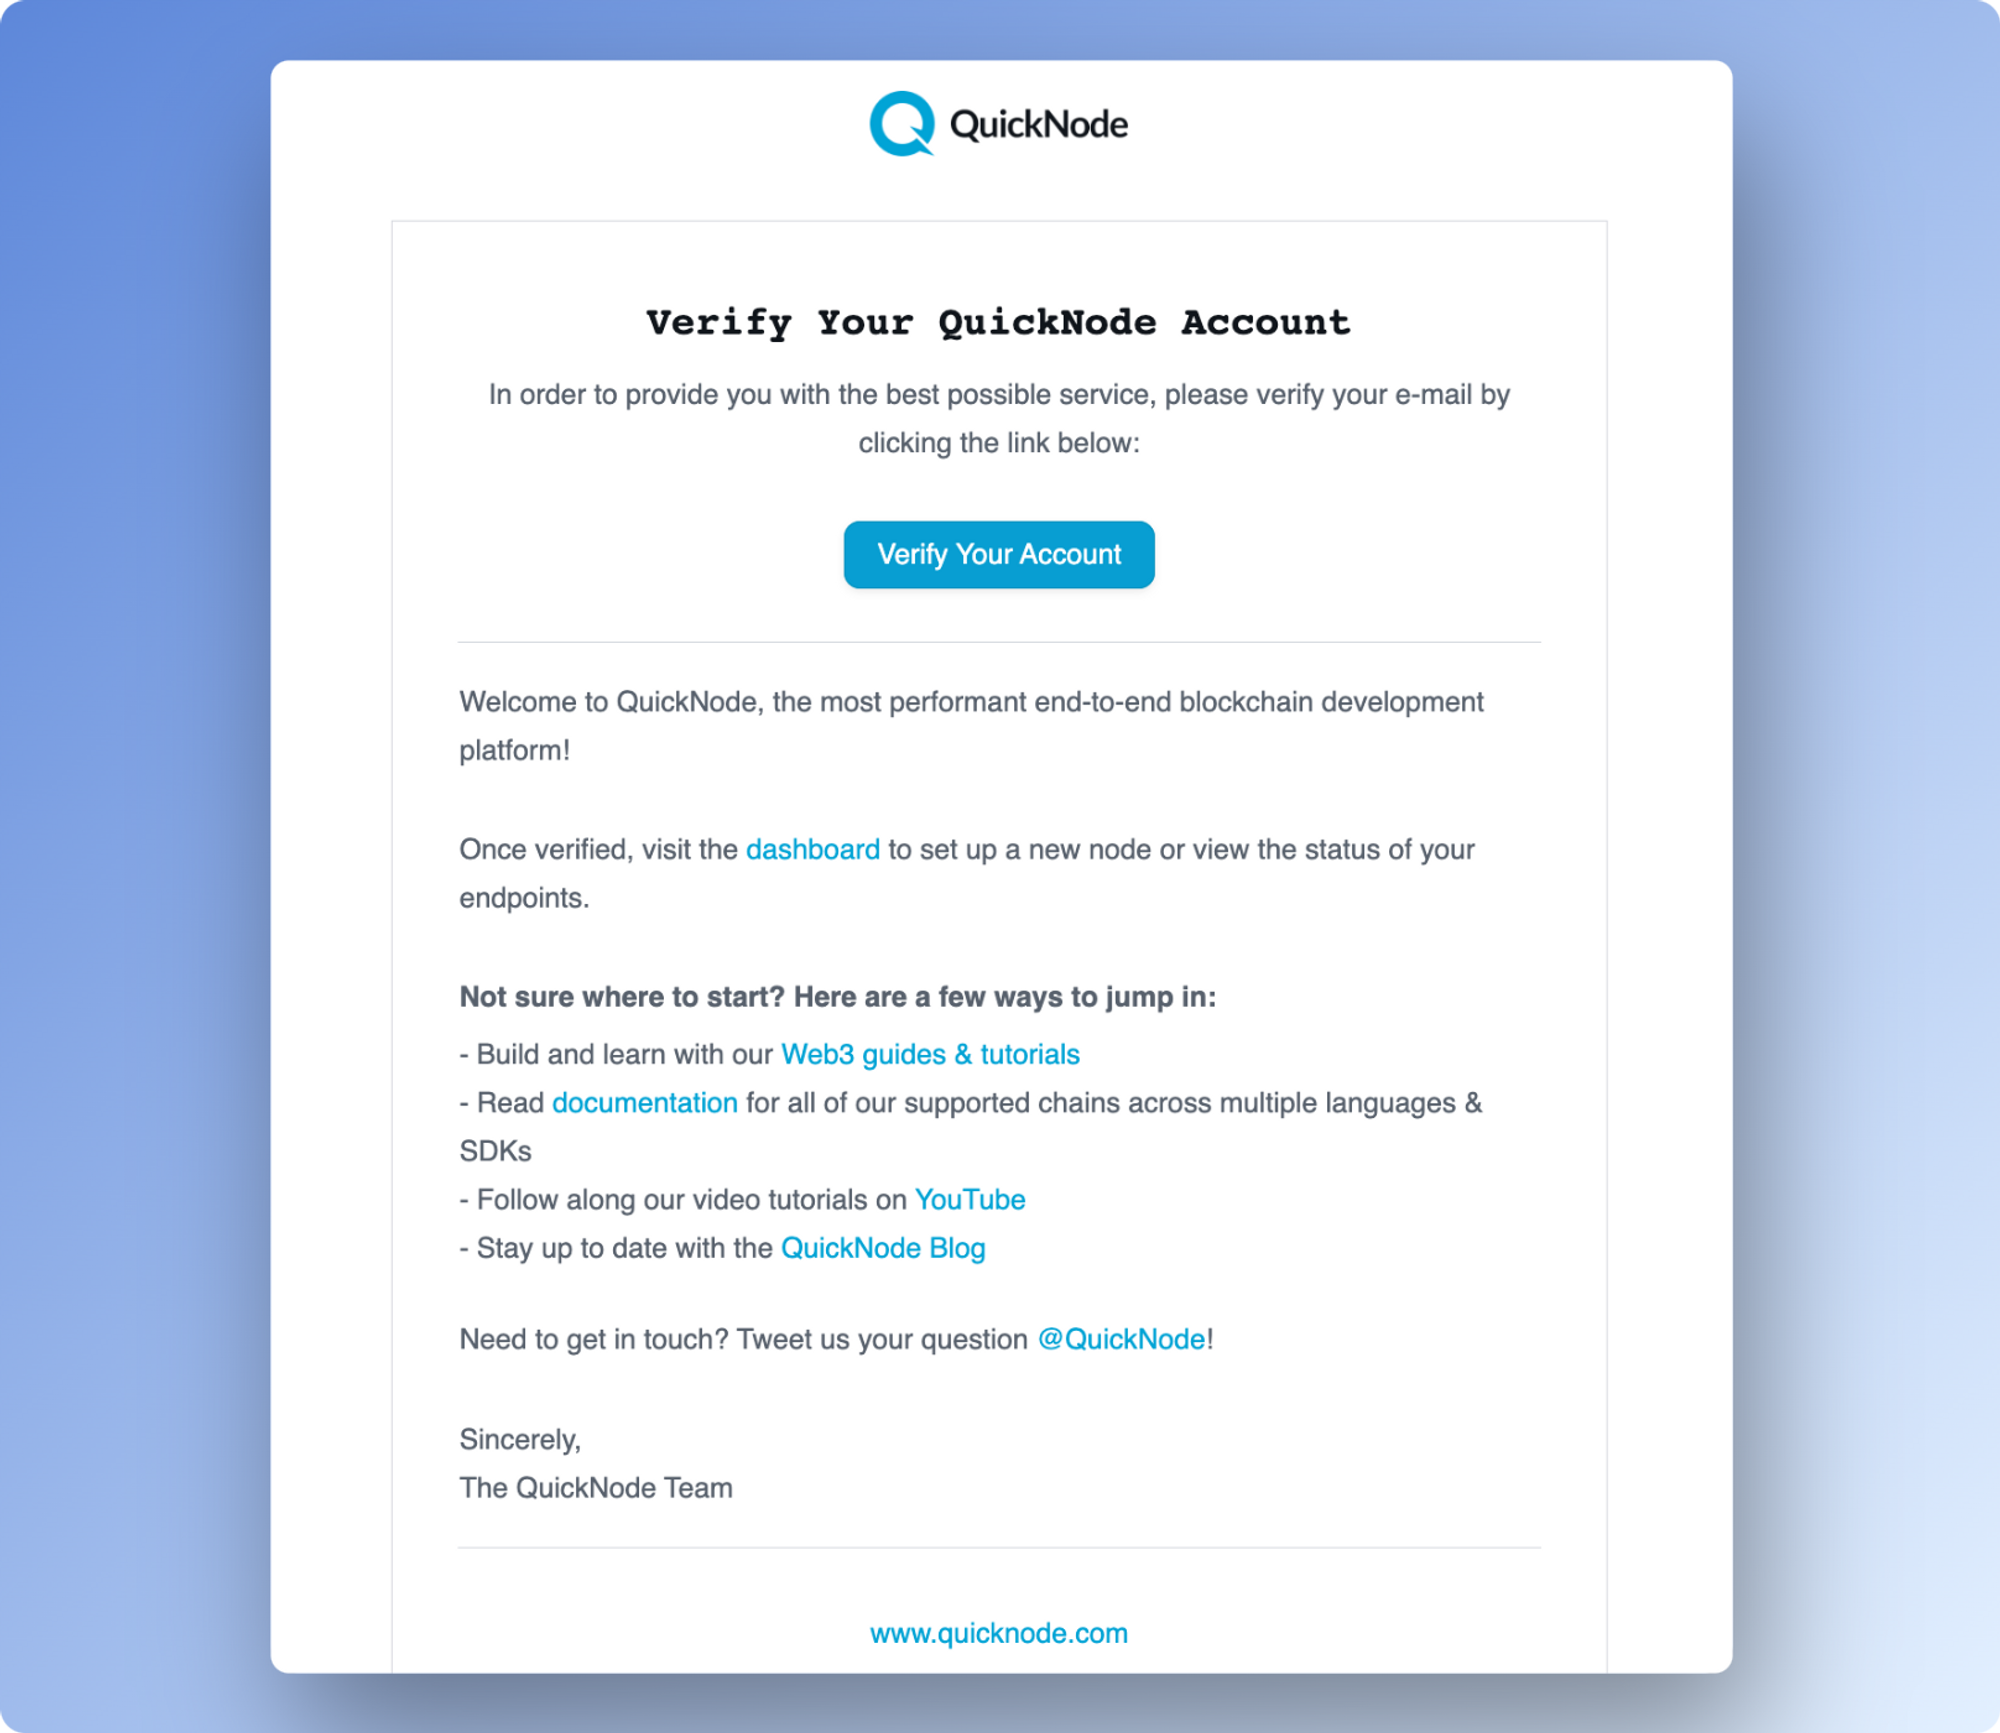 QuickNode
Verify Your QuickNode Account
In order to provide you with the best possible service, please verify your e-mail by
clicking the link below:
Verify Your Account
Welcome to QuickNode, the most performant end-to-end blockchain development
platform!
Once verified, visit the dashboard to set up a new node or view the status of your
endpoints.
Not sure where to start? Here are a few ways to jump in:
- Build and learn with our Web3 guides & tutorials
- Read documentation for all of our supported chains across multiple languages &
SDKs
- Follow along our video tutorials on YouTube
- Stay up to date with the QuickNode Blog
Need to get in touch? Tweet us your question @QuickNode!
Sincerely,
The QuickNode Team
www.quicknode.com